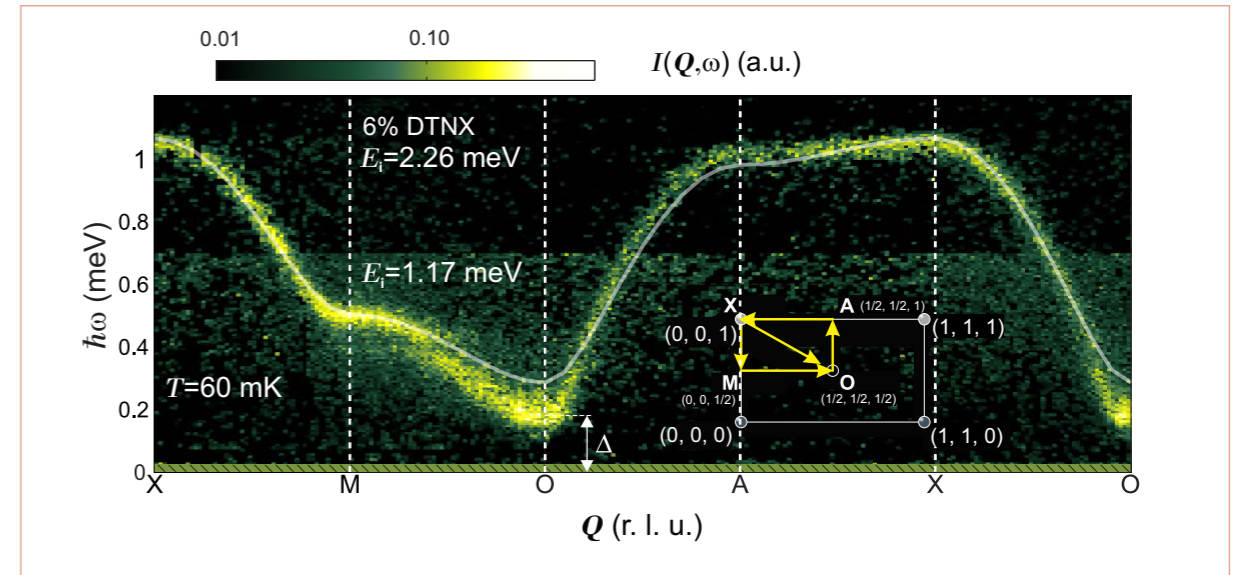 0.01 0.10
I(Q,ω) (a.u.)
6% DTNX
Ei=2.26 meV
Ei=1.17 meV
T=60 mK
ħω (meV)
1
0.8
0.6
0.4
0.2
0
X A (1/2, 1/2, 1)
(0, 0, 1) (1, 1, 1)
M O
(0, 0, 1/2) (1/2, 1/2, 1/2)
(0, 0, 0) (1, 1, 0)
Δ
X M O A X O
Q (r. l. u.)